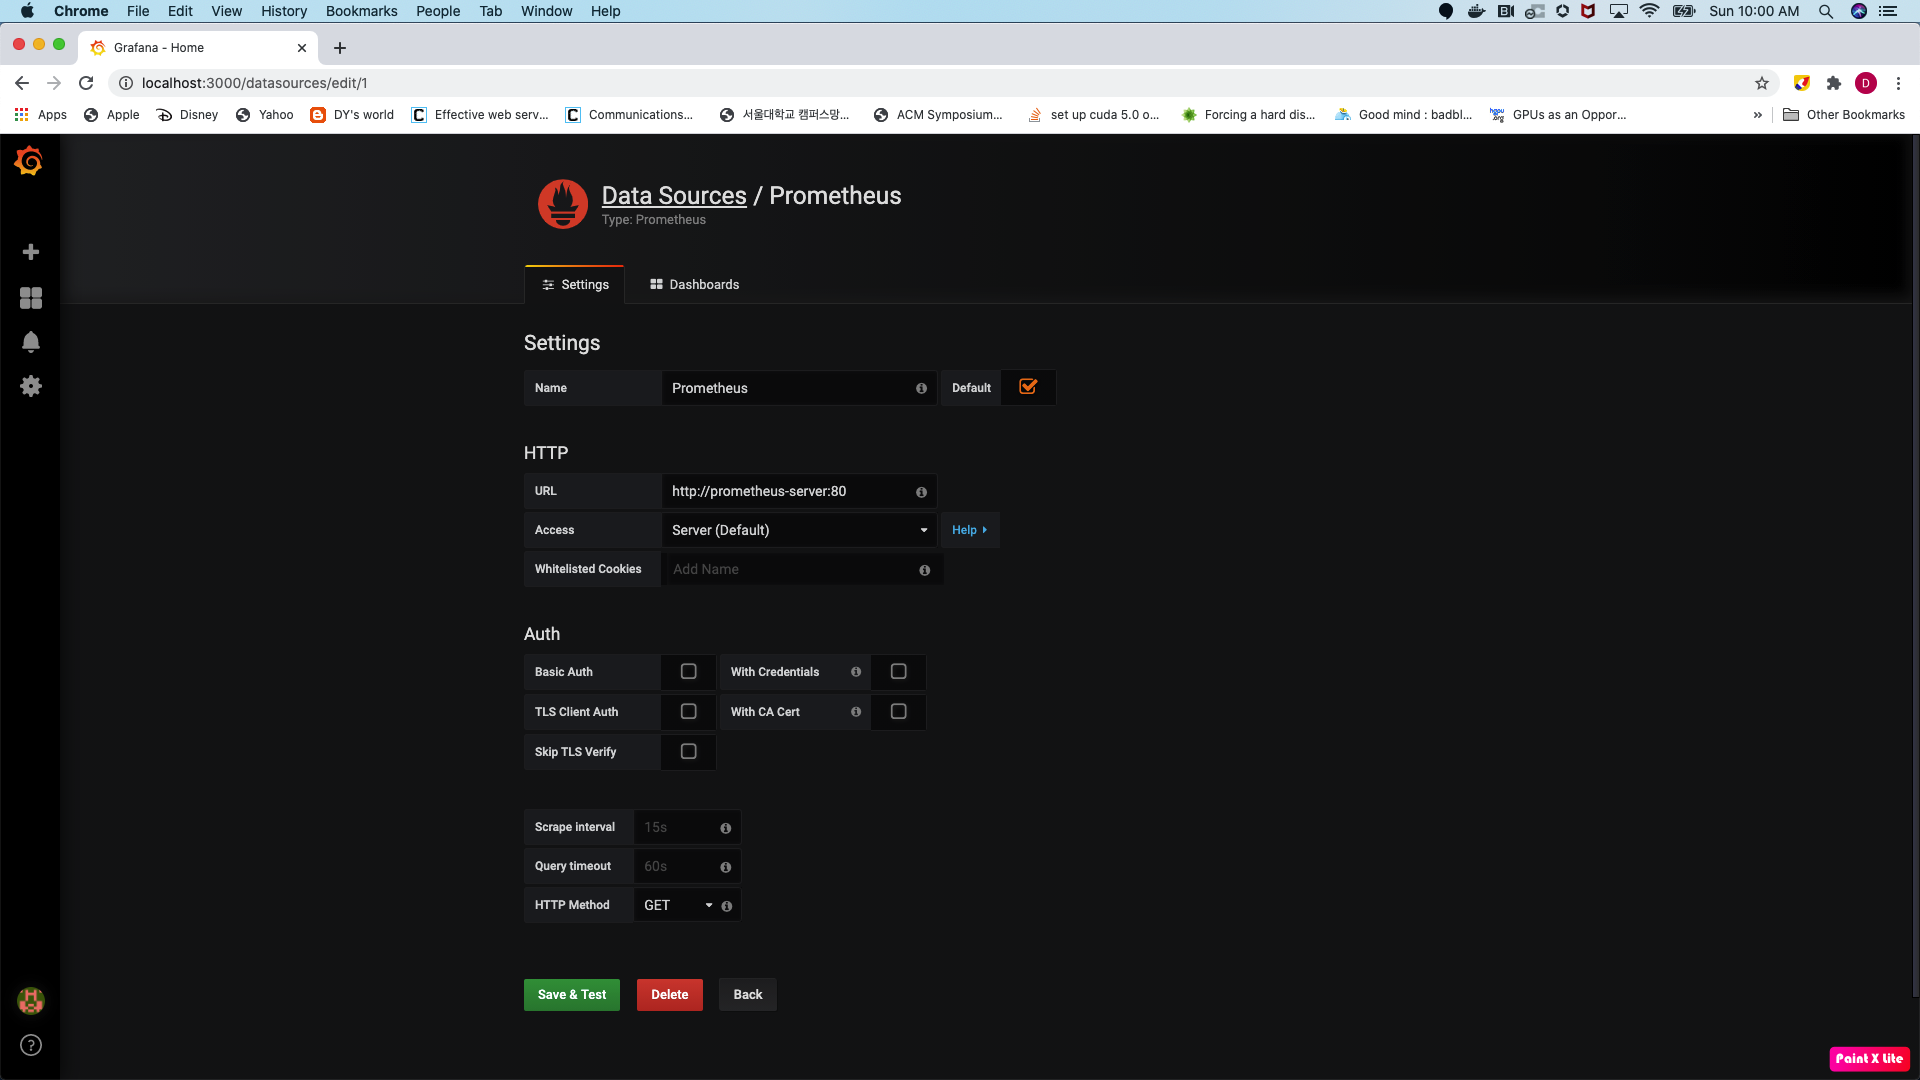 Chrome File Edit View History Bookmarks People Tab Window Help Sun 10:00 AM
Grafana - Home
localhost:3000/datasources/edit/1 D
Apps Apple Disney Yahoo DY's world Effective web serv... Communications... 서울대학교 캠퍼스망... ACM Symposium... set up cuda 5.0 o... Forcing a hard dis... Good mind : badbl... GPUs as an Oppor... » Other Bookmarks
Data Sources / Prometheus
Type: Prometheus
Settings Dashboards
Settings
Name Prometheus Default
HTTP
URL http://prometheus-server:80
Access Server (Default) Help
Whitelisted Cookies Add Name
Auth
Basic Auth With Credentials
TLS Client Auth With CA Cert
Skip TLS Verify
Scrape interval 15s
Query timeout 60s
HTTP Method GET
Save & Test Delete Back
Paint X Lite